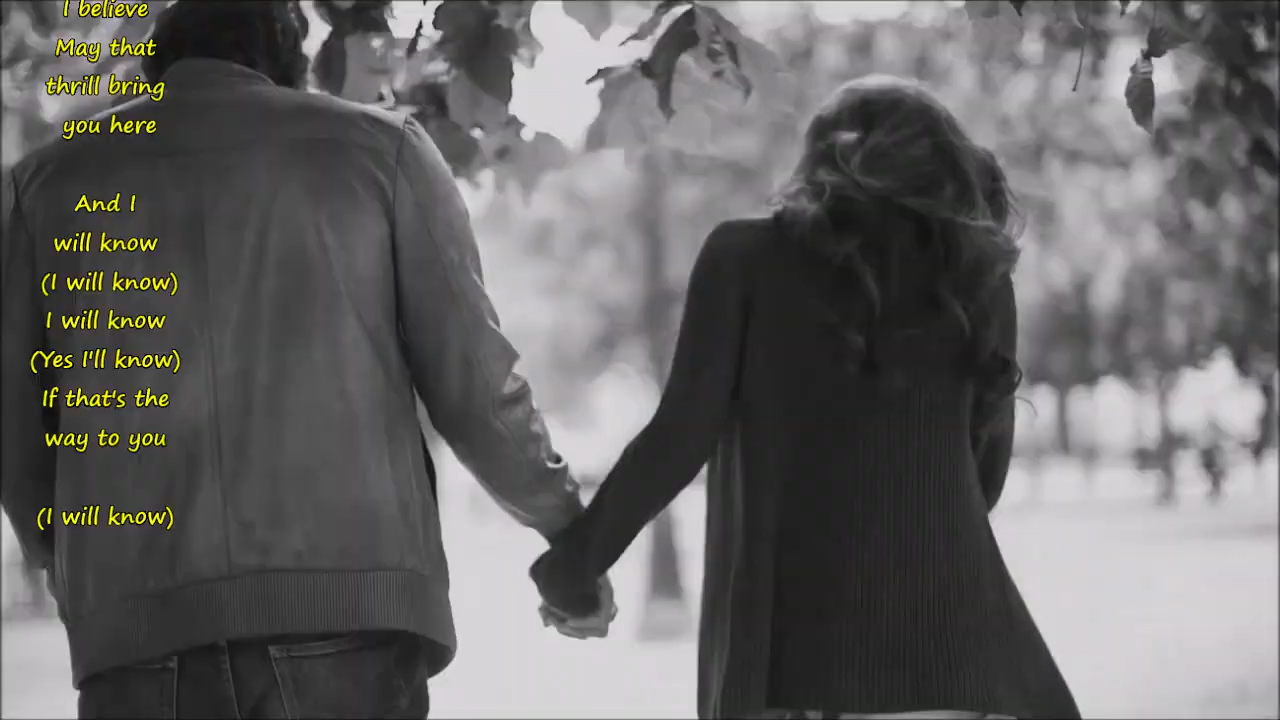 I believe
May that
thrill bring
you here
And I
will know
(I will know)
I will know
(Yes I'll know)
If that's the
way to you
(I will know)